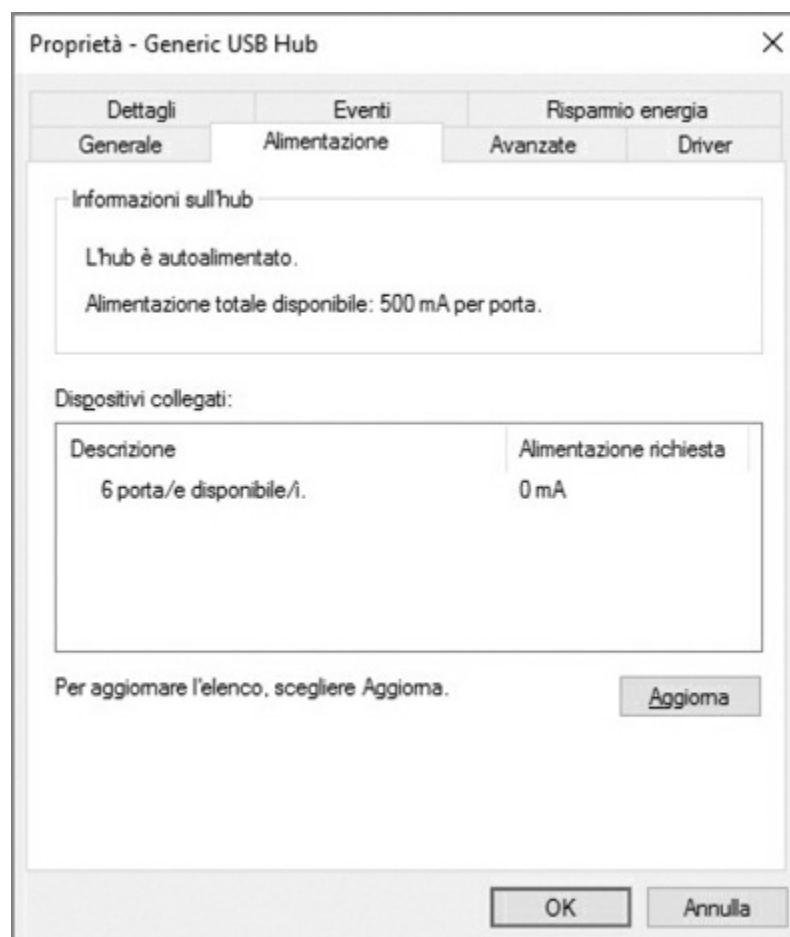 Proprietà - Generic USB Hub
Dettagli Eventi Risparmio energia
Generale Alimentazione Avanzate Driver
Informazioni sull'hub
L'hub è autoalimentato.
Alimentazione totale disponibile: 500 mA per porta.
Dispositivi collegati:
Descrizione Alimentazione richiesta
6 porta/e disponibile/i. 0 mA
Per aggiornare l'elenco, scegliere Aggiorna.
Aggiorna
OK Annulla